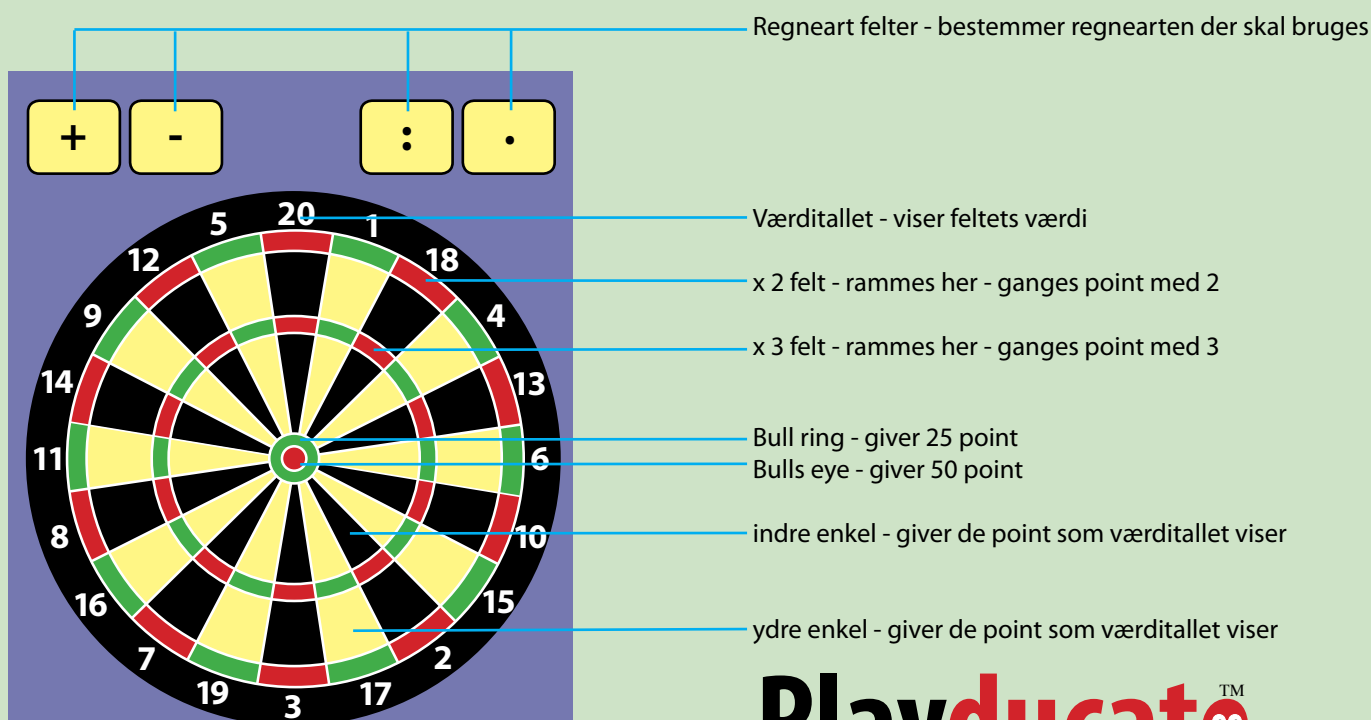 Regneart felter - bestemmer regnearten der skal bruges
+ - : ·
Værditallet - viser feltets værdi
x 2 felt - rammes her - ganges point med 2
x 3 felt - rammes her - ganges point med 3
Bull ring - giver 25 point
Bulls eye - giver 50 point
indre enkel - giver de point som værditallet viser
ydre enkel - giver de point som værditallet viser
20
1
18
4
13
6
10
15
2
17
3
19
7
16
8
11
14
9
12
5
Playducate™